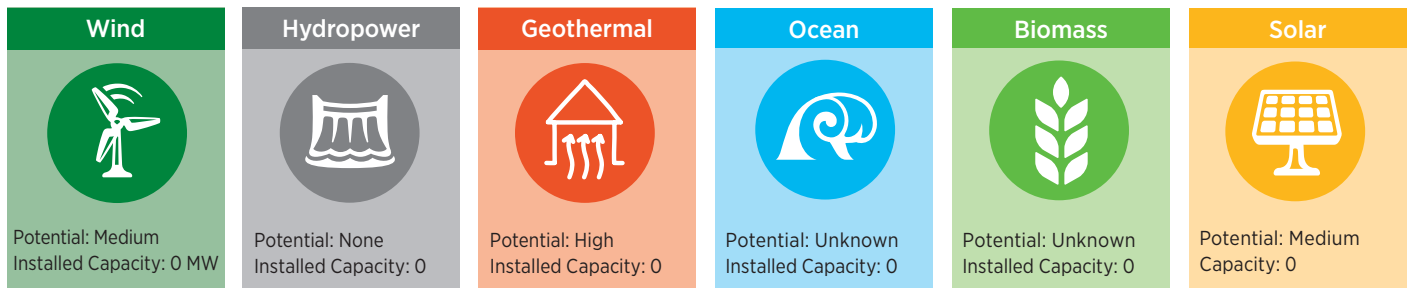 Wind
Potential: Medium
Installed Capacity: 0 MW
Hydropower
Potential: None
Installed Capacity: 0
Geothermal
Potential: High
Installed Capacity: 0
Ocean
Potential: Unknown
Installed Capacity: 0
Biomass
Potential: Unknown
Installed Capacity: 0
Solar
Potential: Medium
Capacity: 0